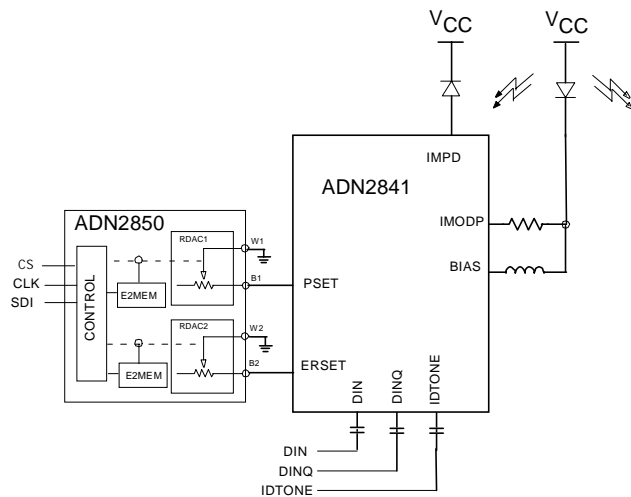 VCC
VCC
IMPD
ADN2841
ADN2850
IMODP
BIAS
RDAC1
W1
CS
CLK
SDI
CONTROL
E2MEM
B1
PSET
RDAC2
W2
E2MEM
B2
ERSET
DIN
DINQ
IDTONE
DIN
DINQ
IDTONE